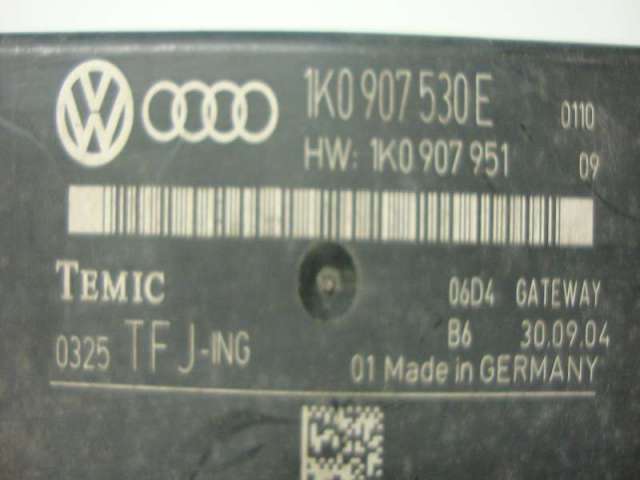 VW 1K0 907 530 E 0110
HW: 1K0 907 951 09
TEMIC 06D4 GATEWAY
0325 TFJ-ING B6 30.09.04
01 Made in GERMANY